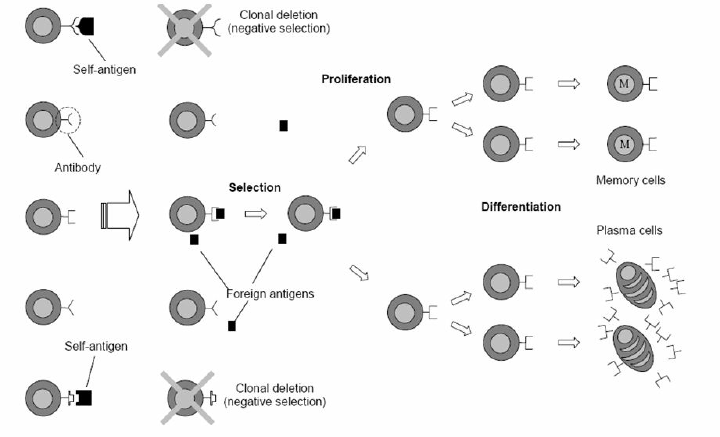 Clonal deletion
(negative selection)
Self-antigen
Proliferation
M
Antibody
M
Memory cells
Selection
Differentiation
Plasma cells
Foreign antigens
Self-antigen
Clonal deletion
(negative selection)